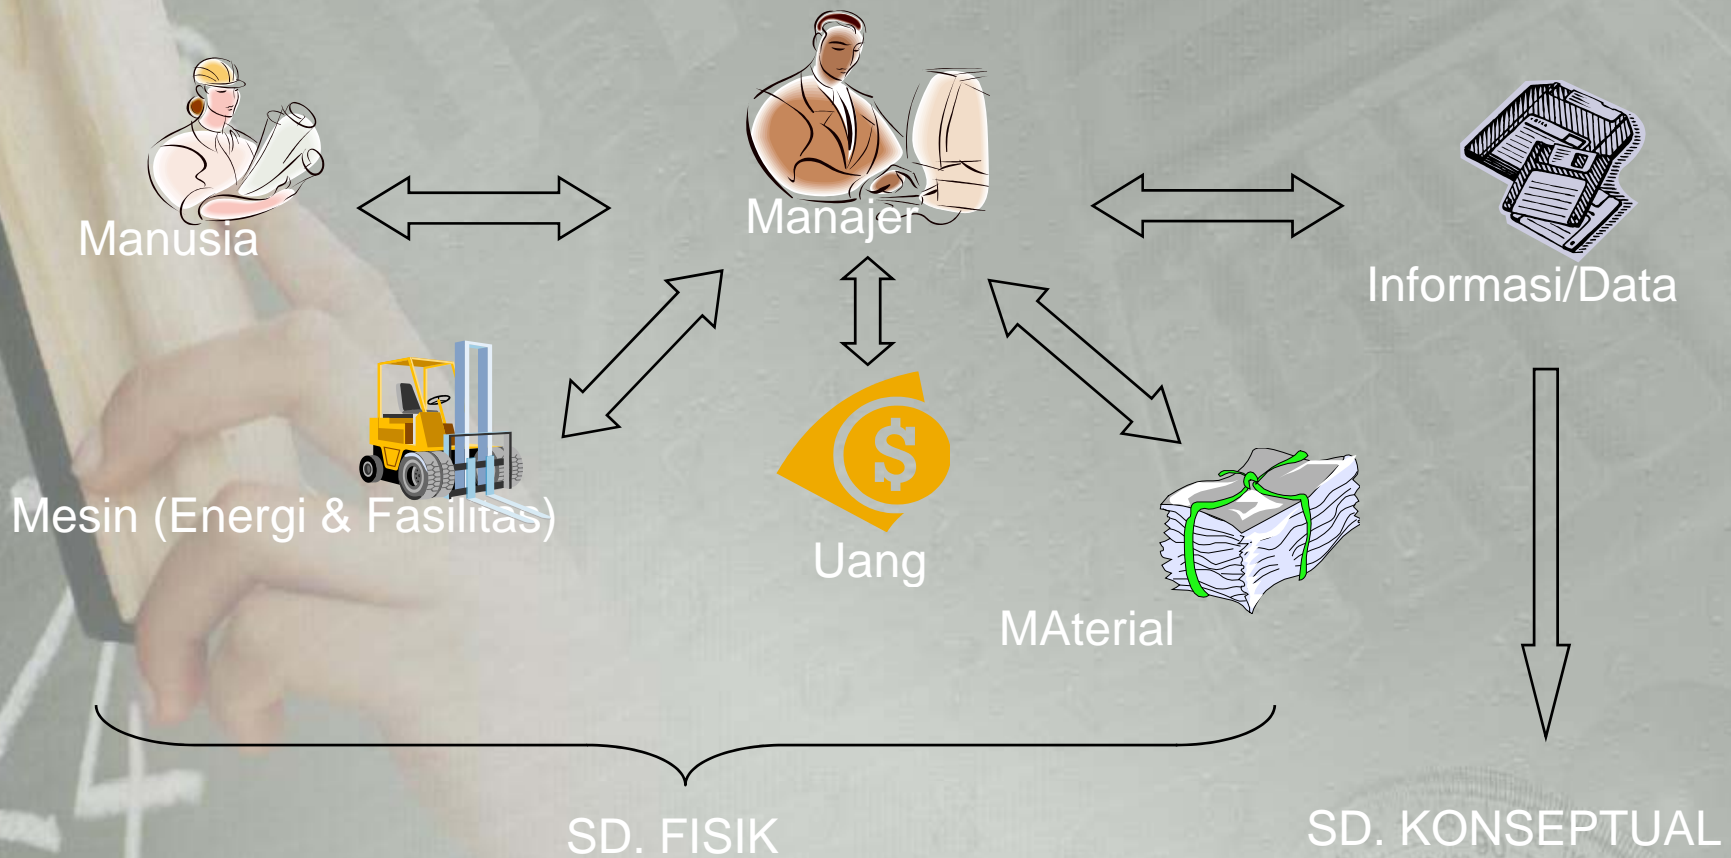 Manusia
Manajer
Informasi/Data
Mesin (Energi & Fasilitas)
Uang
MAterial
SD. FISIK
SD. KONSEPTUAL